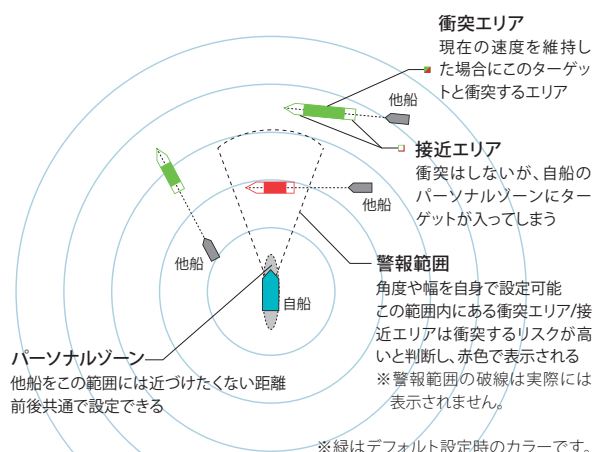 衝突エリア
現在の速度を維持し
た場合にこのターゲッ
トと衝突するエリア
他船
接近エリア
衝突はしないが、自船の
パーソナルゾーンにター
ゲットが入ってしまう
他船
他船
警報範囲
角度や幅を自身で設定可能
この範囲内にある衝突エリア/接
近エリアは衝突するリスクが高
いと判断し、赤色で表示される
※警報範囲の破線は実際には
表示されません。
自船
パーソナルゾーン
他船をこの範囲には近づけたくない距離
前後共通で設定できる
※緑はデフォルト設定時のカラーです。